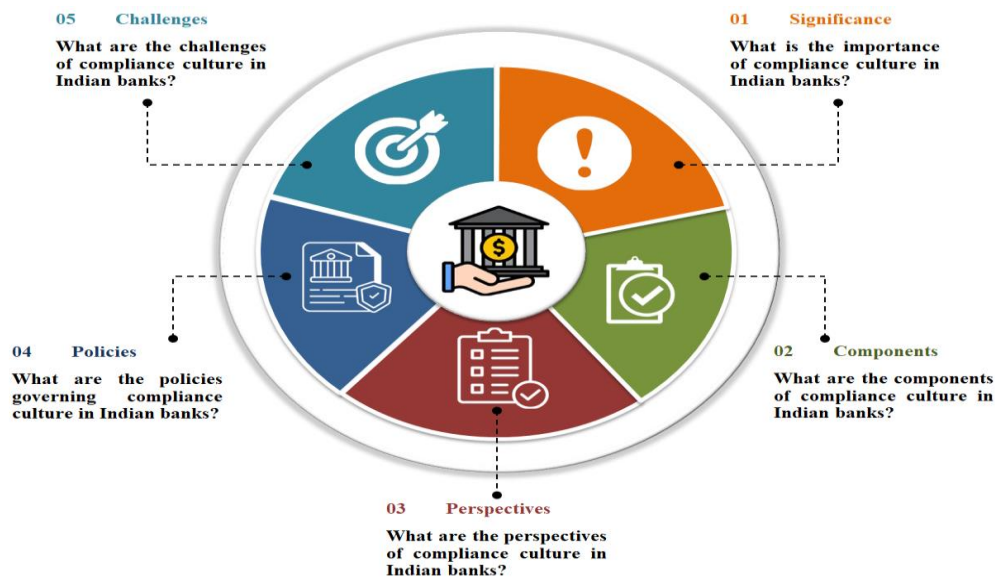 01 Significance
What is the importance
of compliance culture in
Indian banks?
02 Components
What are the components
of compliance culture in
Indian banks?
03 Perspectives
What are the perspectives
of compliance culture in
Indian banks?
04 Policies
What are the policies
governing compliance
culture in Indian banks?
05 Challenges
What are the challenges
of compliance culture in
Indian banks?
$